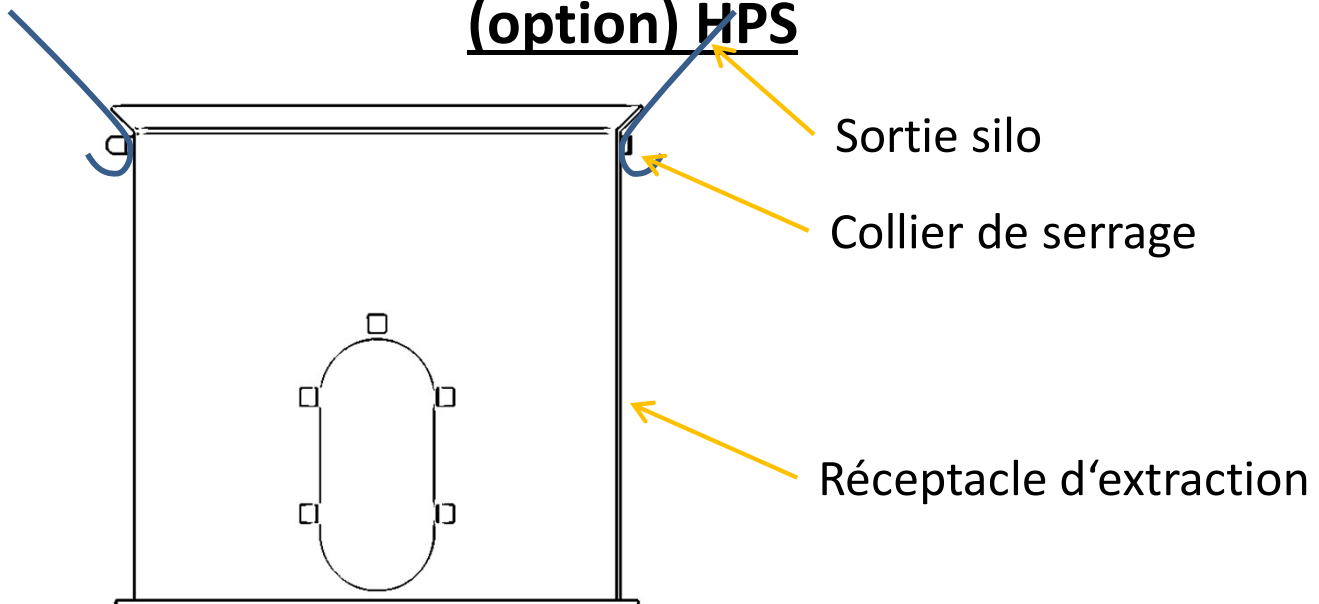 (option) HPS
Sortie silo
Collier de serrage
Réceptacle d‘extraction